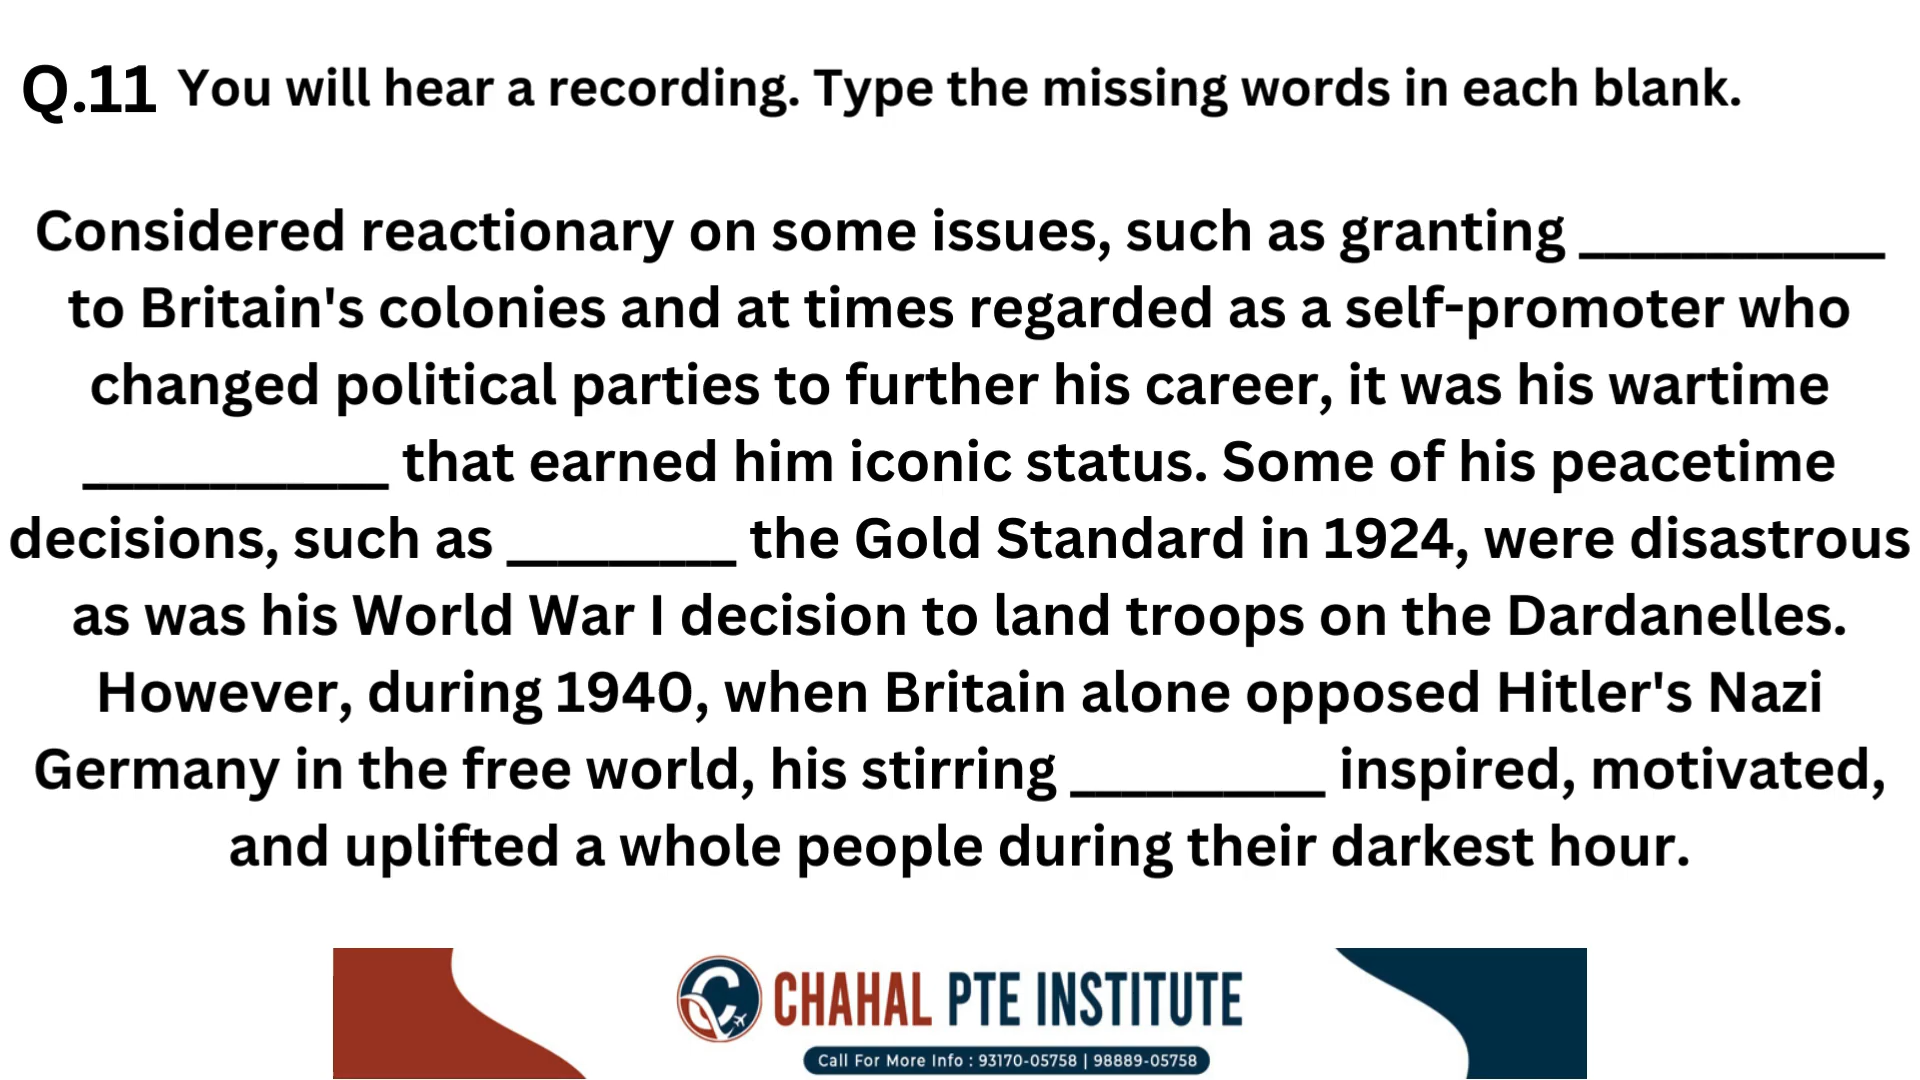 Q.11 You will hear a recording. Type the missing words in each blank.
Considered reactionary on some issues, such as granting ____________
to Britain's colonies and at times regarded as a self-promoter who
changed political parties to further his career, it was his wartime
____________ that earned him iconic status. Some of his peacetime
decisions, such as _________ the Gold Standard in 1924, were disastrous
as was his World War I decision to land troops on the Dardanelles.
However, during 1940, when Britain alone opposed Hitler's Nazi
Germany in the free world, his stirring __________ inspired, motivated,
and uplifted a whole people during their darkest hour.
CHAHAL PTE INSTITUTE
Call For More Info : 93170-05758 | 98889-05758